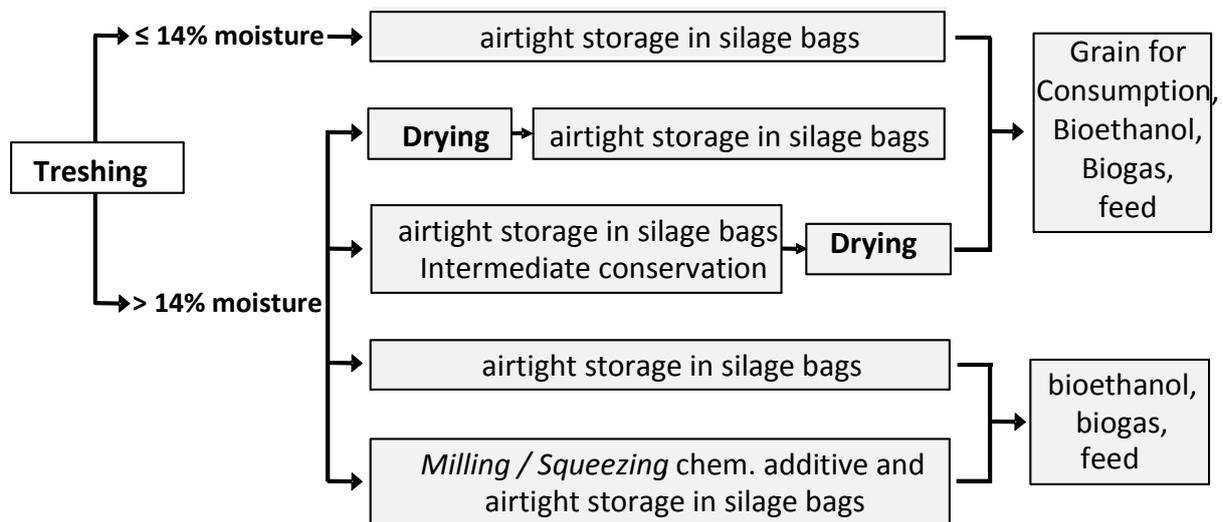 ≤ 14% moisture
airtight storage in silage bags
Grain for
Consumption,
Bioethanol,
Biogas,
feed
Drying
airtight storage in silage bags
Treshing
airtight storage in silage bags
Intermediate conservation
Drying
> 14% moisture
airtight storage in silage bags
bioethanol,
biogas,
feed
Milling / Squeezing chem. additive and
airtight storage in silage bags